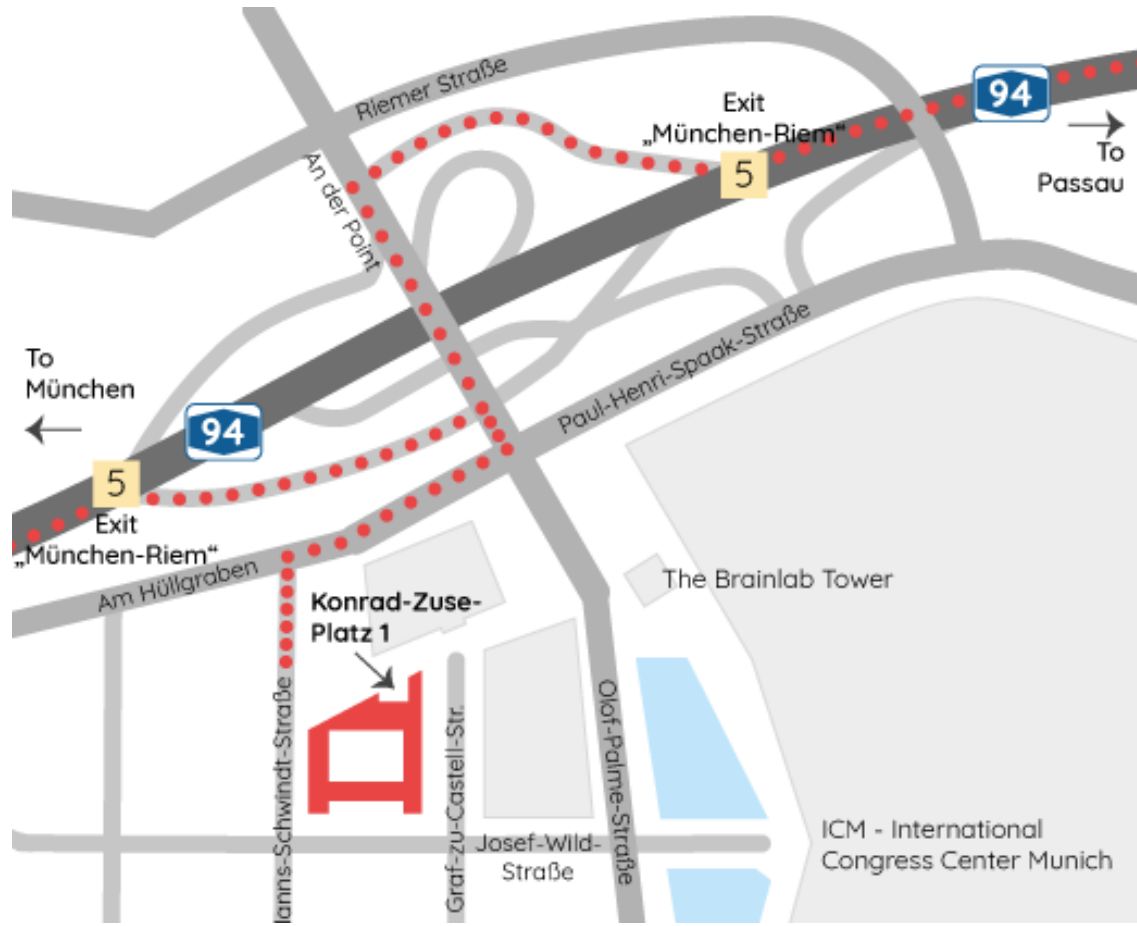 Riemer Straße
94
Exit
„München-Riem“
5
To
Passau
An der Point
To
München
94
Paul-Henri-Spaak-Straße
5
Exit
„München-Riem“
Am Hüllgraben
The Brainlab Tower
Konrad-Zuse-
Platz 1
Hanns-Schwindt-Straße
Graf-zu-Castell-Str.
Olof-Palme-Straße
Josef-Wild-
Straße
ICM - International
Congress Center Munich